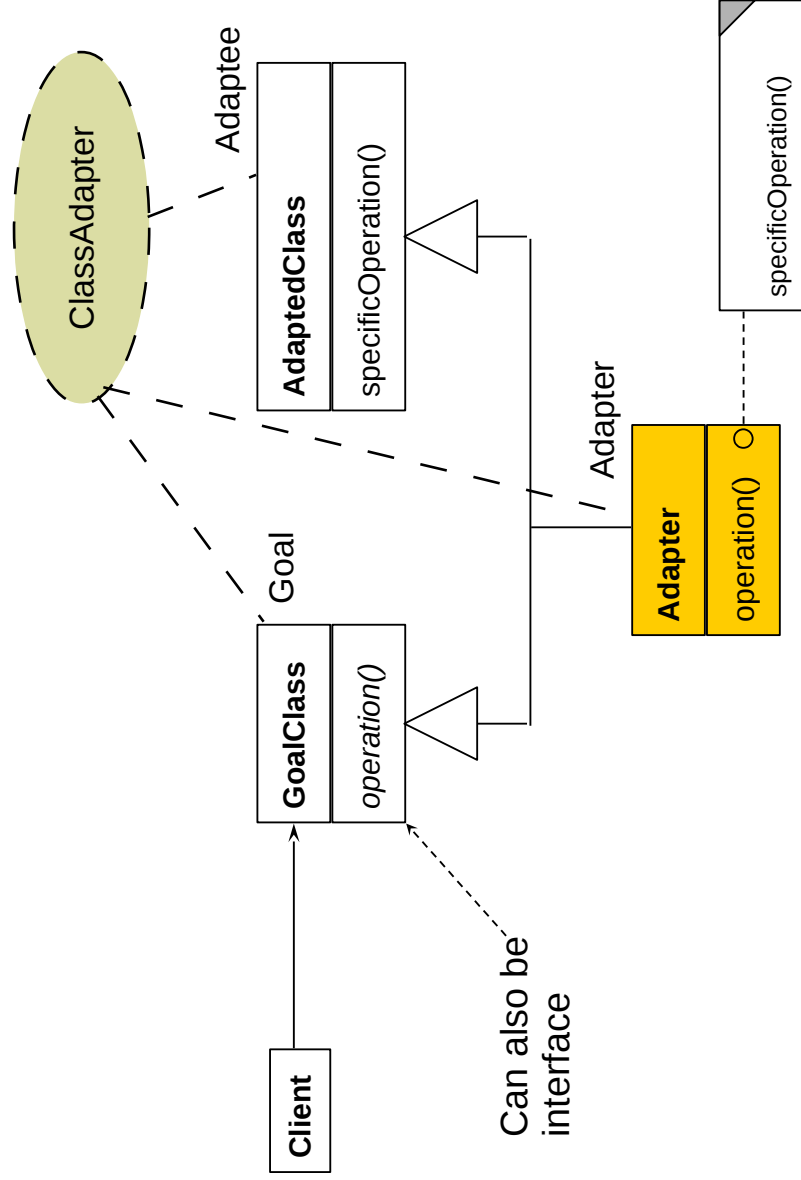 ClassAdapter
Goal
Adaptee
Client
GoalClass
operation()
AdaptedClass
specificOperation()
Can also be
interface
Adapter
Adapter
operation()
specificOperation()